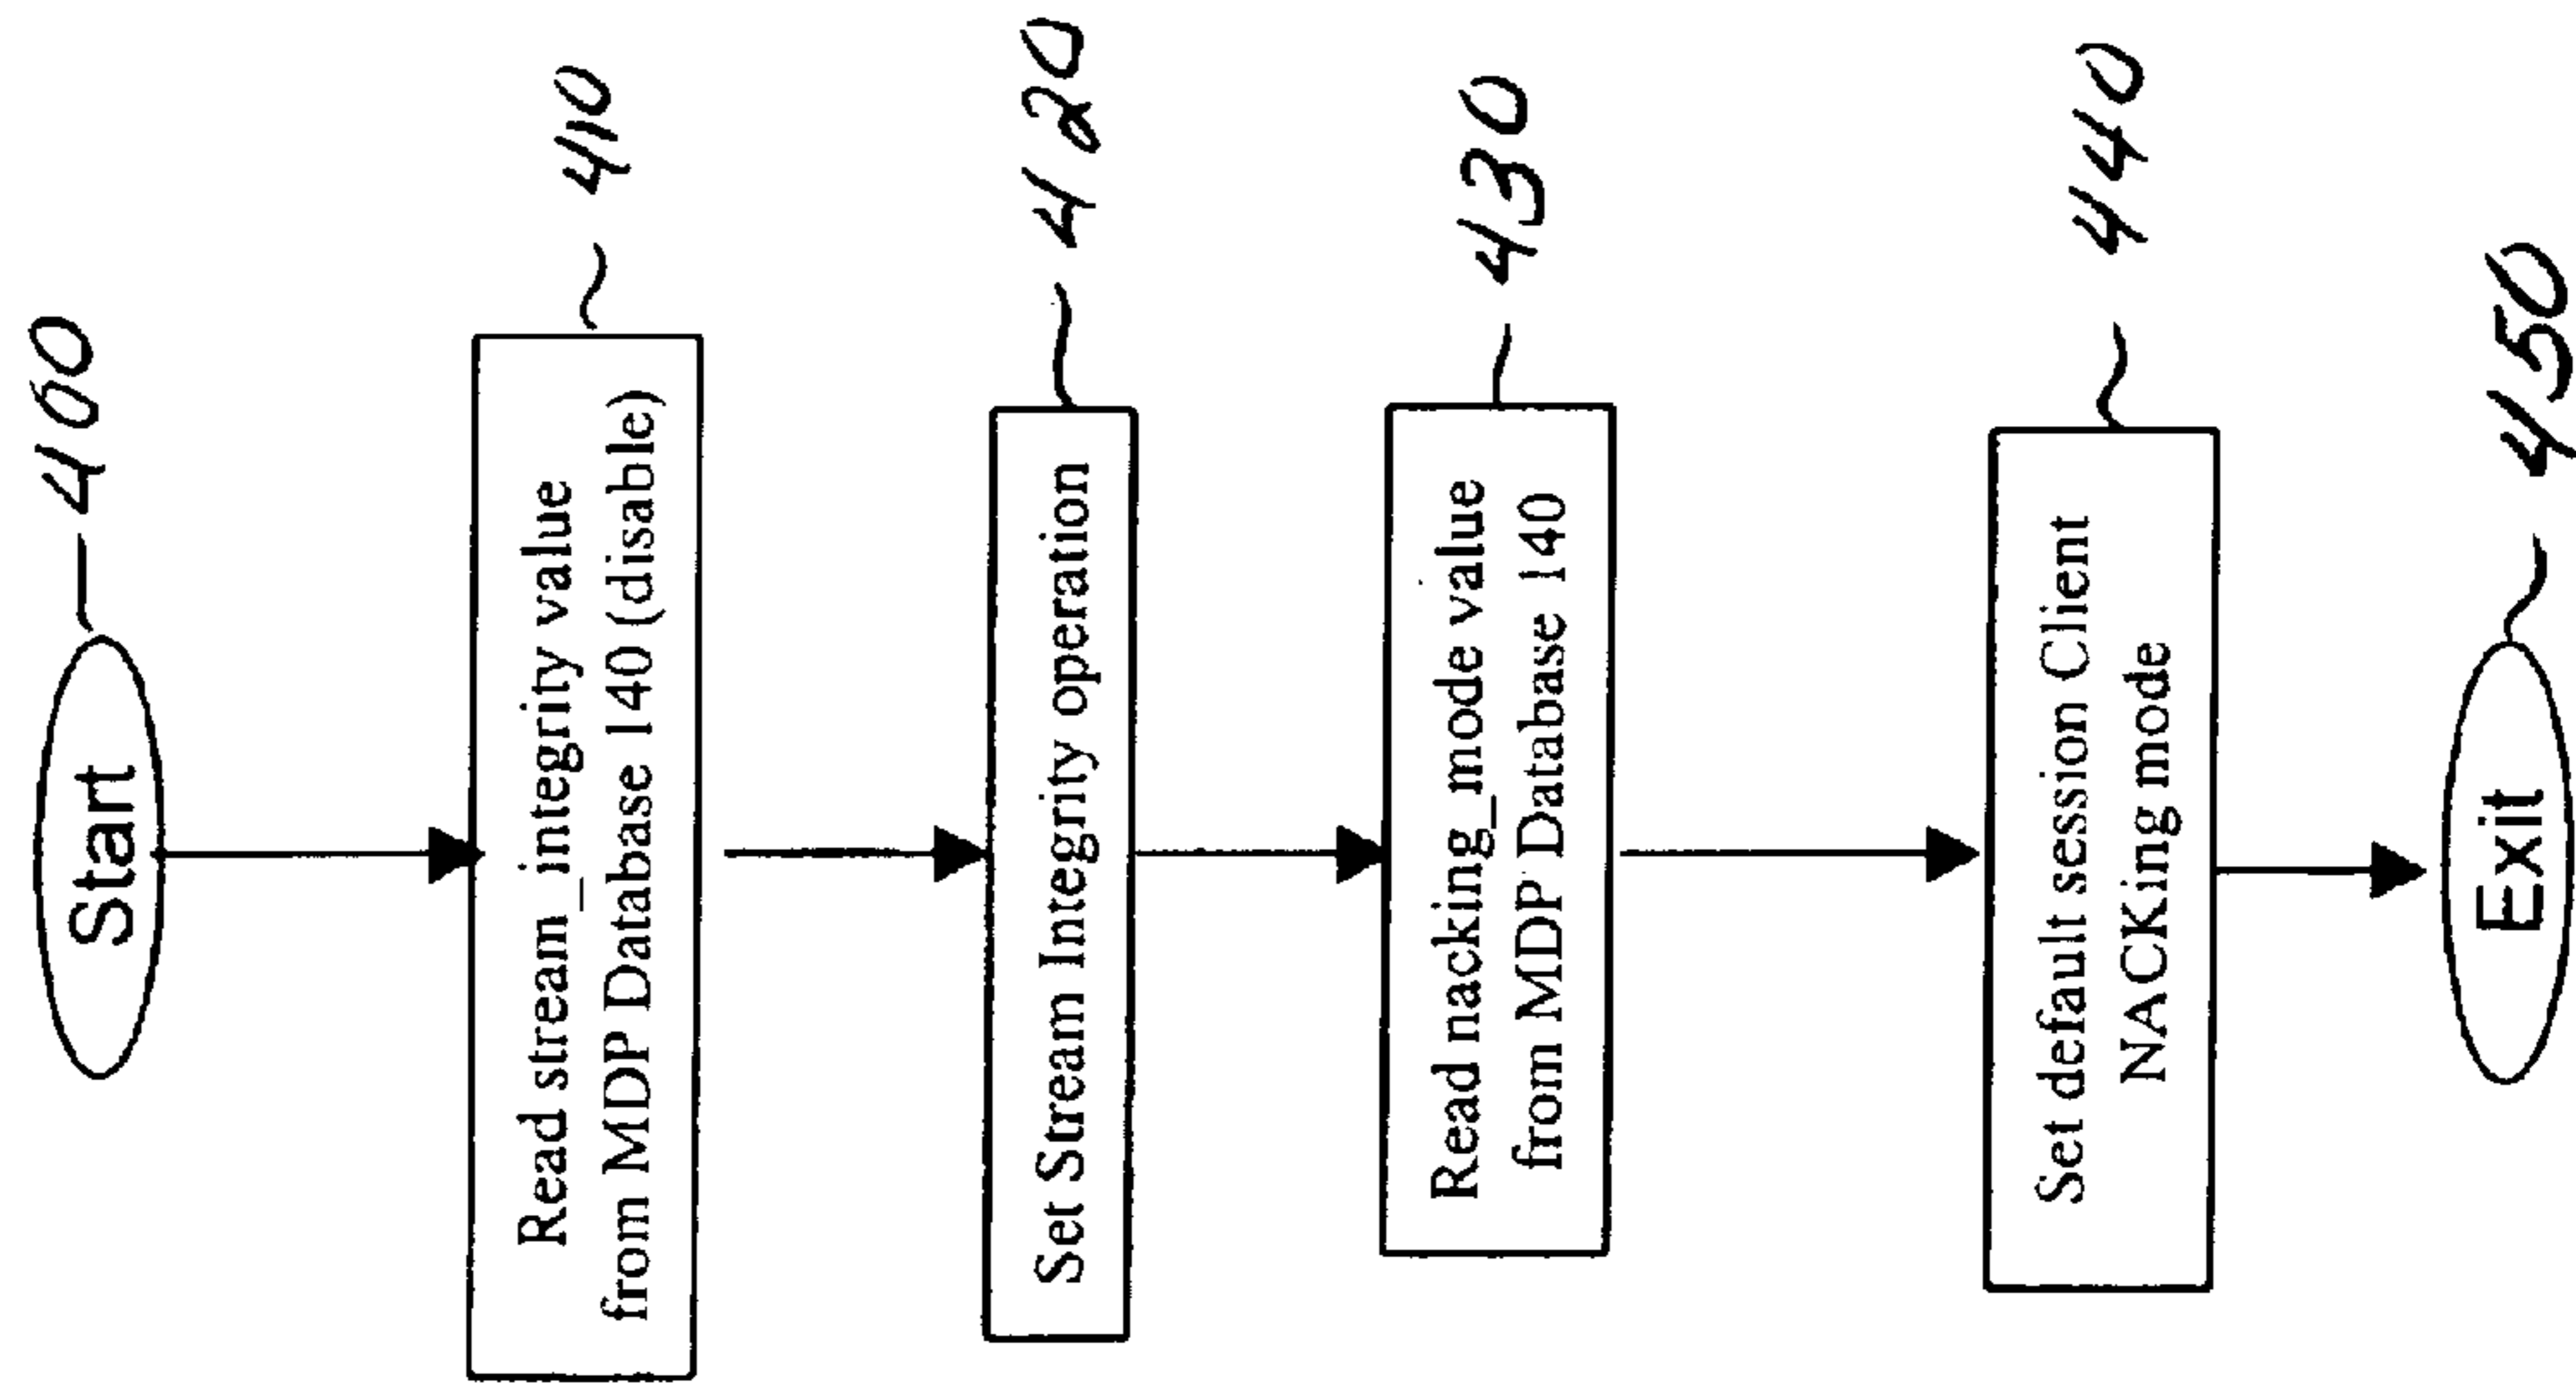 Start
400
Read stream_integrity value
from MDP Database 140 (disable)
410
Set Stream Integrity operation
420
Read nacking_mode value
from MDP Database 140
430
Set default session Client
NACKing mode
440
Exit
450